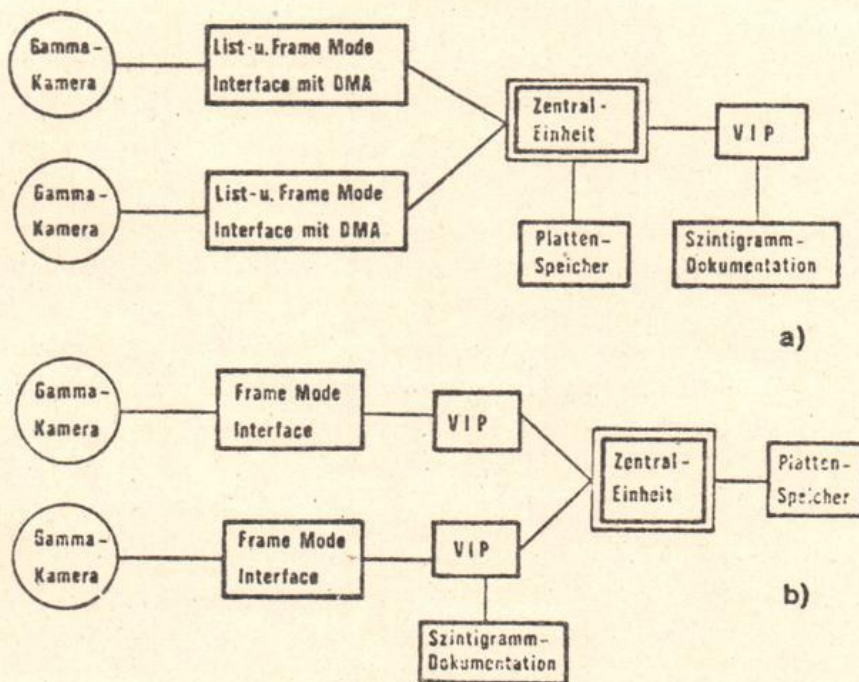 Gamma-
Kamera
List-u. Frame Mode
Interface mit DMA
Zentral-
Einheit
VIP
Gamma-
Kamera
List-u. Frame Mode
Interface mit DMA
Platten-
Speicher
Szintigramm-
Dokumentation
a)
Gamma-
Kamera
Frame Mode
Interface
VIP
Zentral-
Einheit
Platten-
Speicher
Gamma-
Kamera
Frame Mode
Interface
VIP
b)
Szintigramm-
Dokumentation